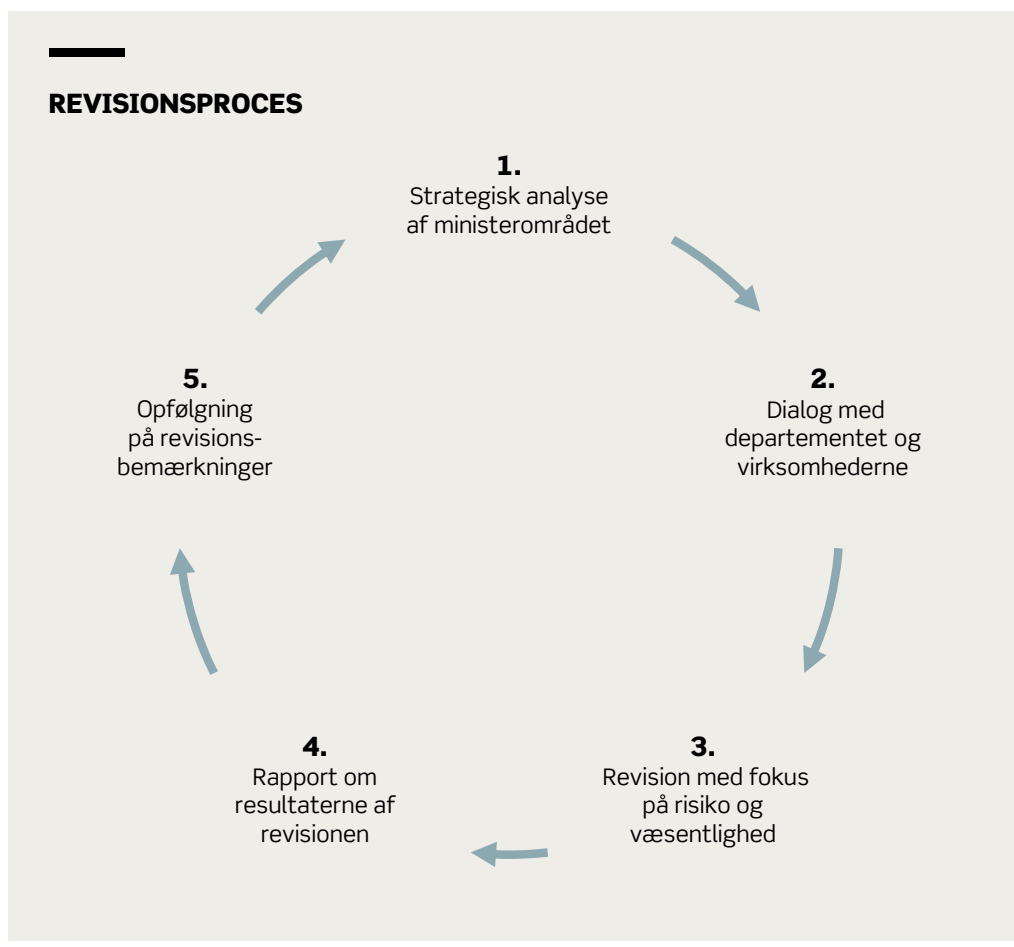 REVISIONSPROCES
1.
Strategisk analyse
af ministerområdet
2.
Dialog med
departementet og
virksomhederne
3.
Revision med fokus
på risiko og
væsentlighed
4.
Rapport om
resultaterne af
revisionen
5.
Opfølgning
på revisions-
bemærkninger